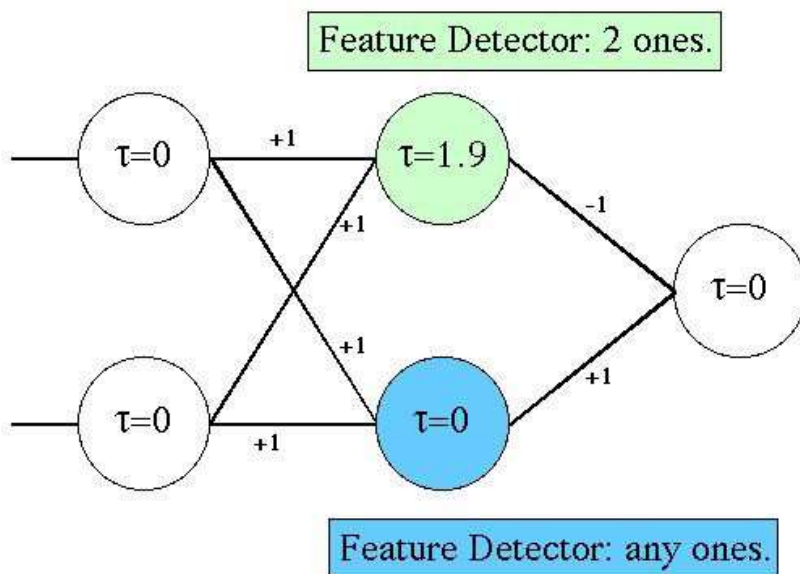 Feature Detector: 2 ones.
+1
τ=0
τ=1.9
+1
-1
τ=0
+1
+1
τ=0
τ=0
+1
Feature Detector: any ones.